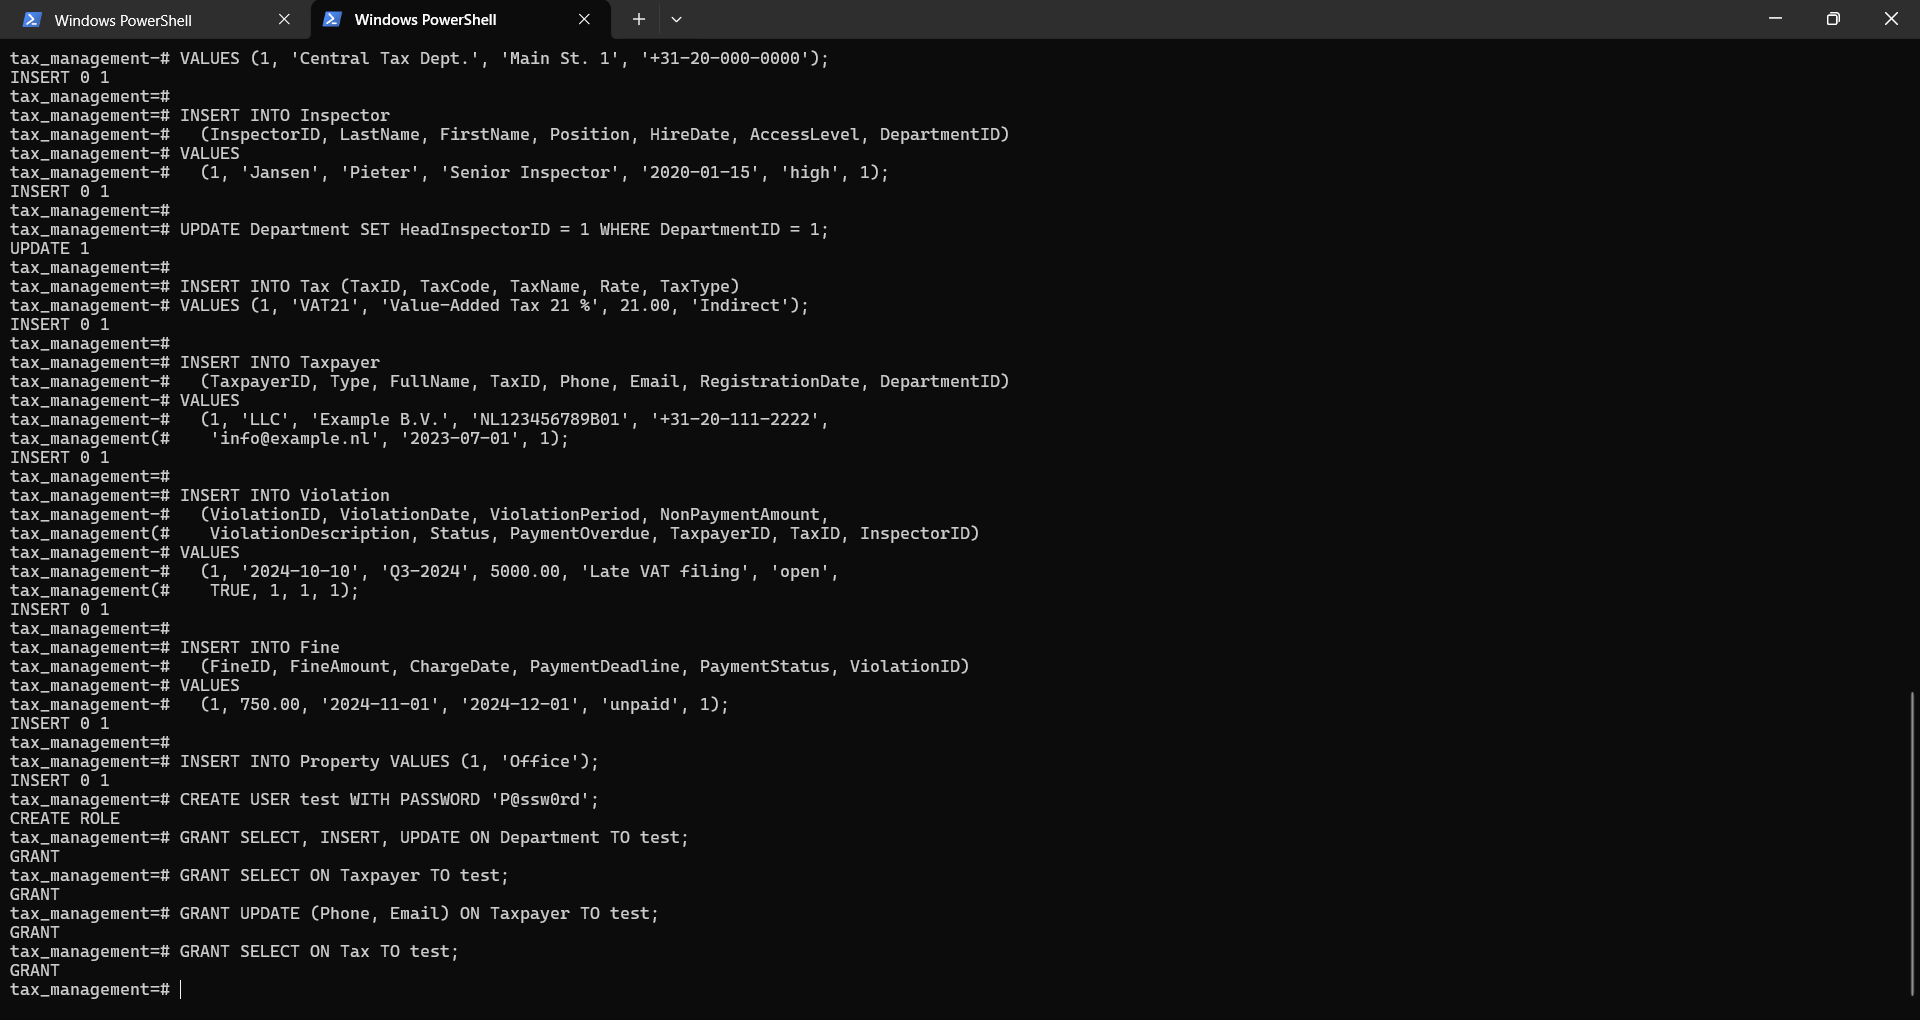 Windows PowerShell
Windows PowerShell
tax_management-# VALUES (1, 'Central Tax Dept.', 'Main St. 1', '+31-20-000-0000');
INSERT 0 1
tax_management=#
tax_management=# INSERT INTO Inspector
tax_management-#   (InspectorID, LastName, FirstName, Position, HireDate, AccessLevel, DepartmentID)
tax_management-# VALUES
tax_management-#   (1, 'Jansen', 'Pieter', 'Senior Inspector', '2020-01-15', 'high', 1);
INSERT 0 1
tax_management=#
tax_management=# UPDATE Department SET HeadInspectorID = 1 WHERE DepartmentID = 1;
UPDATE 1
tax_management=#
tax_management=# INSERT INTO Tax (TaxID, TaxCode, TaxName, Rate, TaxType)
tax_management-# VALUES (1, 'VAT21', 'Value-Added Tax 21 %', 21.00, 'Indirect');
INSERT 0 1
tax_management=#
tax_management=# INSERT INTO Taxpayer
tax_management-#   (TaxpayerID, Type, FullName, TaxID, Phone, Email, RegistrationDate, DepartmentID)
tax_management-# VALUES
tax_management-#   (1, 'LLC', 'Example B.V.', 'NL123456789B01', '+31-20-111-2222',
tax_management(#    'info@example.nl', '2023-07-01', 1);
INSERT 0 1
tax_management=#
tax_management=# INSERT INTO Violation
tax_management-#   (ViolationID, ViolationDate, ViolationPeriod, NonPaymentAmount,
tax_management(#    ViolationDescription, Status, PaymentOverdue, TaxpayerID, TaxID, InspectorID)
tax_management-# VALUES
tax_management-#   (1, '2024-10-10', 'Q3-2024', 5000.00, 'Late VAT filing', 'open',
tax_management(#    TRUE, 1, 1, 1);
INSERT 0 1
tax_management=#
tax_management=# INSERT INTO Fine
tax_management-#   (FineID, FineAmount, ChargeDate, PaymentDeadline, PaymentStatus, ViolationID)
tax_management-# VALUES
tax_management-#   (1, 750.00, '2024-11-01', '2024-12-01', 'unpaid', 1);
INSERT 0 1
tax_management=#
tax_management=# INSERT INTO Property VALUES (1, 'Office');
INSERT 0 1
tax_management=# CREATE USER test WITH PASSWORD 'P@ssw0rd';
CREATE ROLE
tax_management=# GRANT SELECT, INSERT, UPDATE ON Department TO test;
GRANT
tax_management=# GRANT SELECT ON Taxpayer TO test;
GRANT
tax_management=# GRANT UPDATE (Phone, Email) ON Taxpayer TO test;
GRANT
tax_management=# GRANT SELECT ON Tax TO test;
GRANT
tax_management=#